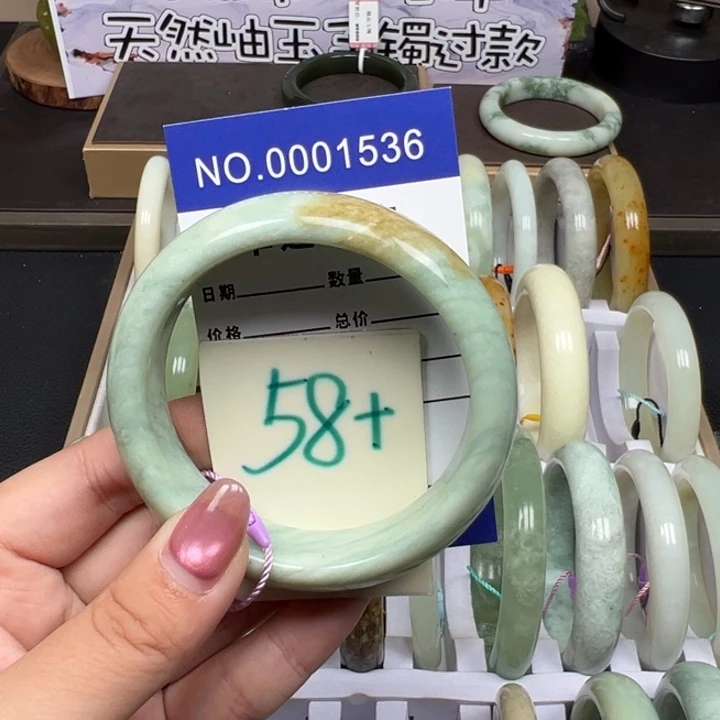 天然岫玉手镯过款
NO.0001536
日期
数量
价格
总价
58+